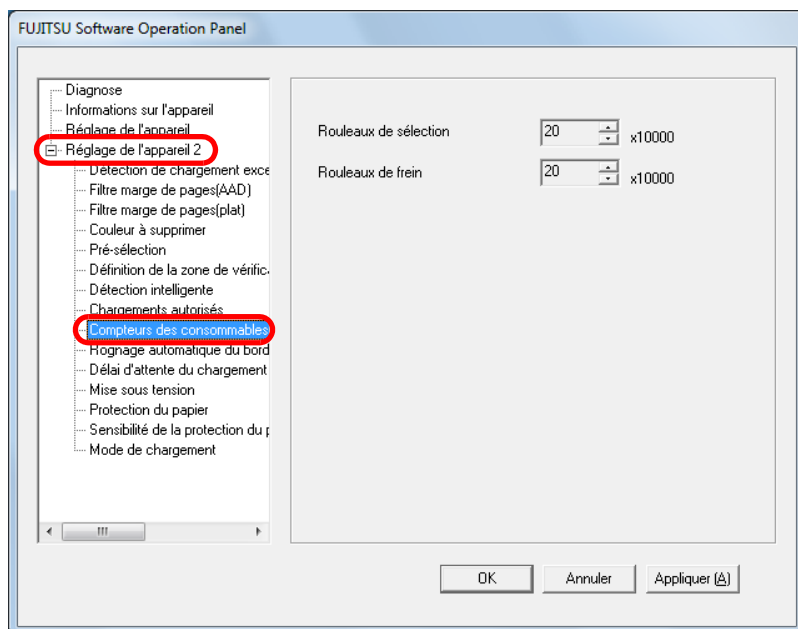 FUJITSU Software Operation Panel
Diagnose
Informations sur l'appareil
Réglage de l'appareil
Réglage de l'appareil 2
Détection de chargement exce
Filtre marge de pages(AAD)
Filtre marge de pages(plat)
Couleur à supprimer
Pré-sélection
Définition de la zone de vérific
Détection intelligente
Chargements autorisés
Compteurs des consommables
Rognage automatique du bord
Délai d'attente du chargement
Mise sous tension
Protection du papier
Sensibilité de la protection du p
Mode de chargement
Rouleaux de sélection 20 x10000
Rouleaux de frein 20 x10000
OK Annuler Appliquer (A)